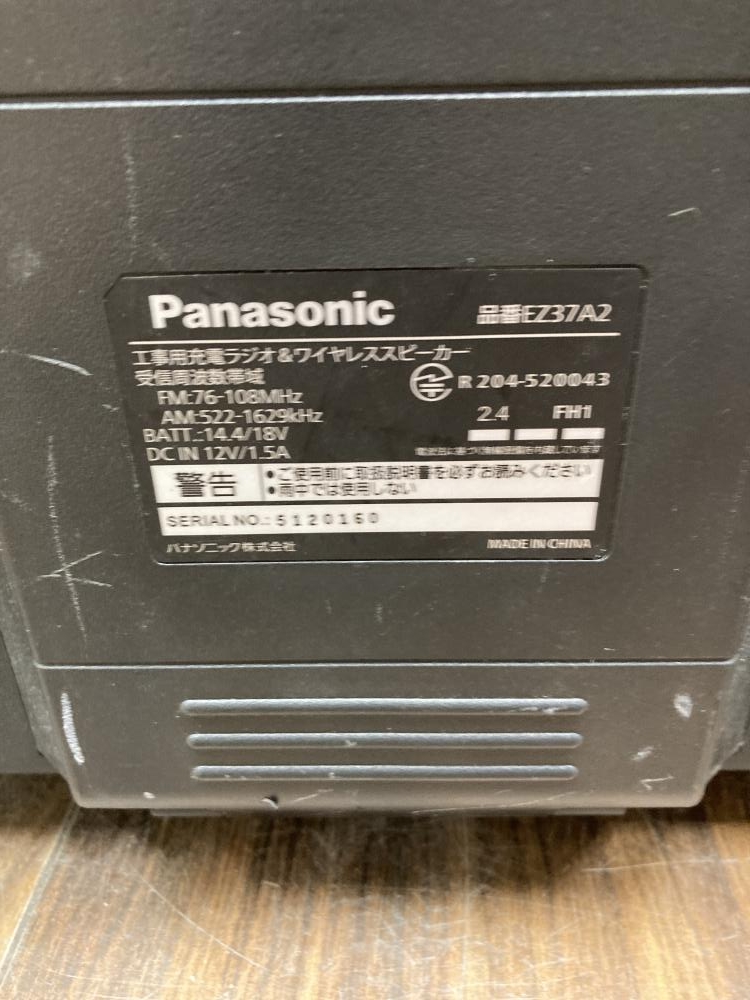 Panasonic 品番EZ37A2
工事用充電ラジオ&ワイヤレススピーカー
受信周波数帯域
FM:76-108MHz
AM:522-1629kHz
BATT.:14.4/18V
DC IN 12V/1.5A
R 204-520043
2.4 FH1
警告
•ご使用前に取扱説明書を必ずお読みください
•雨中では使用しない
SERIAL NO.: 5120160
パナソニック株式会社 MADE IN CHINA